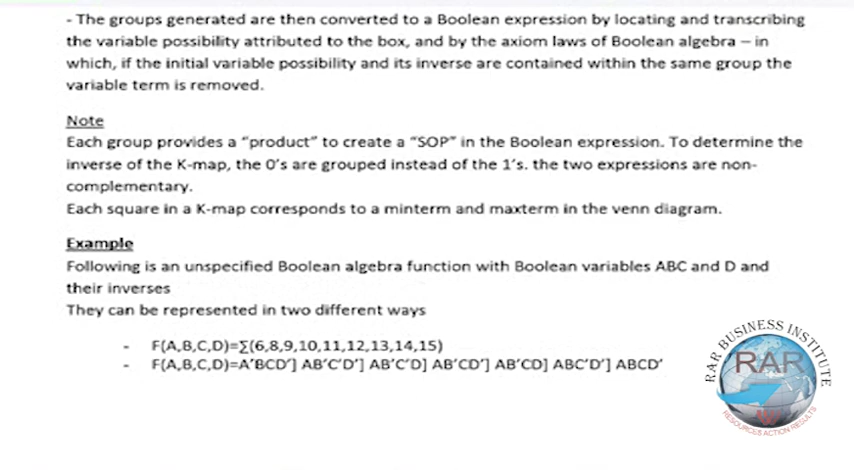 - The groups generated are then converted to a Boolean expression by locating and transcribing
the variable possibility attributed to the box, and by the axiom laws of Boolean algebra – in
which, if the initial variable possibility and its inverse are contained within the same group the
variable term is removed.
Note
Each group provides a "product" to create a "SOP" in the Boolean expression. To determine the
inverse of the K-map, the 0's are grouped instead of the 1's. the two expressions are non-
complementary.
Each square in a K-map corresponds to a minterm and maxterm in the venn diagram.
Example
Following is an unspecified Boolean algebra function with Boolean variables ABC and D and
their inverses
They can be represented in two different ways
- F(A,B,C,D)=∑(6,8,9,10,11,12,13,14,15)
- F(A,B,C,D)=A'BCD'] AB'C'D'] AB'C'D] AB'CD'] AB'CD] ABC'D'] ABCD'
RAR BUSINESS INSTITUTE
RAR
RESOURCES ACTION RESULTS